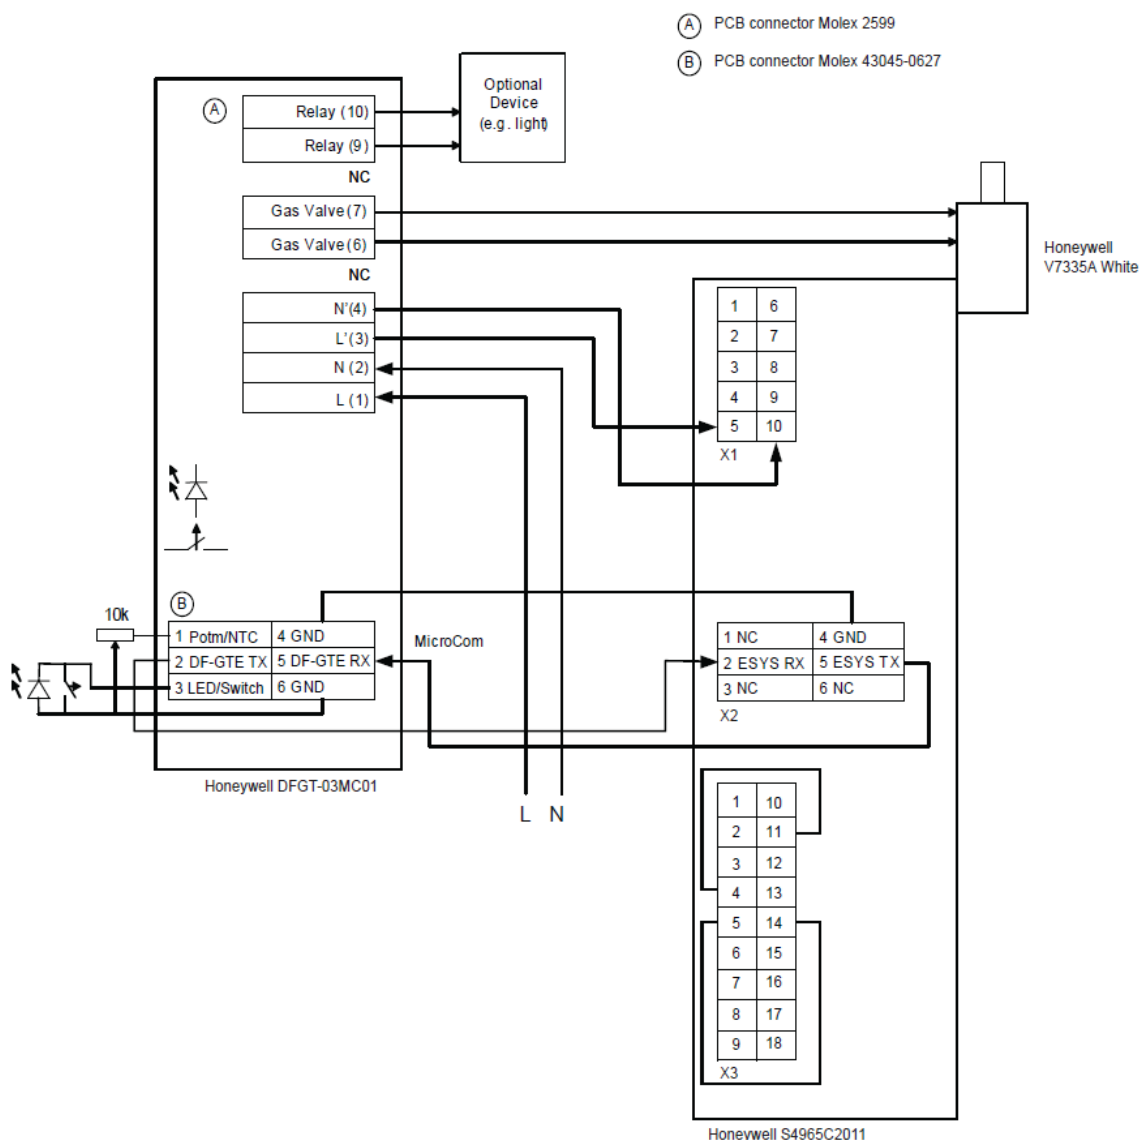 A PCB connector Molex 2599
B PCB connector Molex 43045-0627
Optional
Device
(e.g. light)
A
Relay (10)
Relay (9)
NC
Gas Valve (7)
Gas Valve (6)
NC
Honeywell
V7335A White
N'(4)
L'(3)
N (2)
L (1)
1 6
2 7
3 8
4 9
5 10
X1
B
10k
1 Potm/NTC 4 GND
2 DF-GTE TX 5 DF-GTE RX
3 LED/Switch 6 GND
MicroCom
1 NC 4 GND
2 ESYS RX 5 ESYS TX
3 NC 6 NC
X2
Honeywell DFGT-03MC01
L N
1 10
2 11
3 12
4 13
5 14
6 15
7 16
8 17
9 18
X3
Honeywell S4965C2011